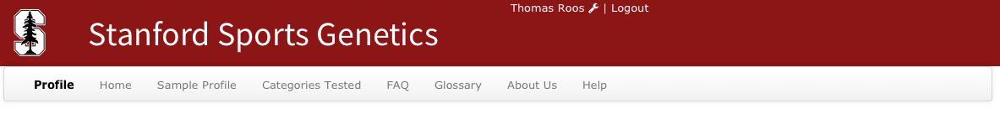 Thomas Roos | Logout
S
Stanford Sports Genetics
Profile Home Sample Profile Categories Tested FAQ Glossary About Us Help